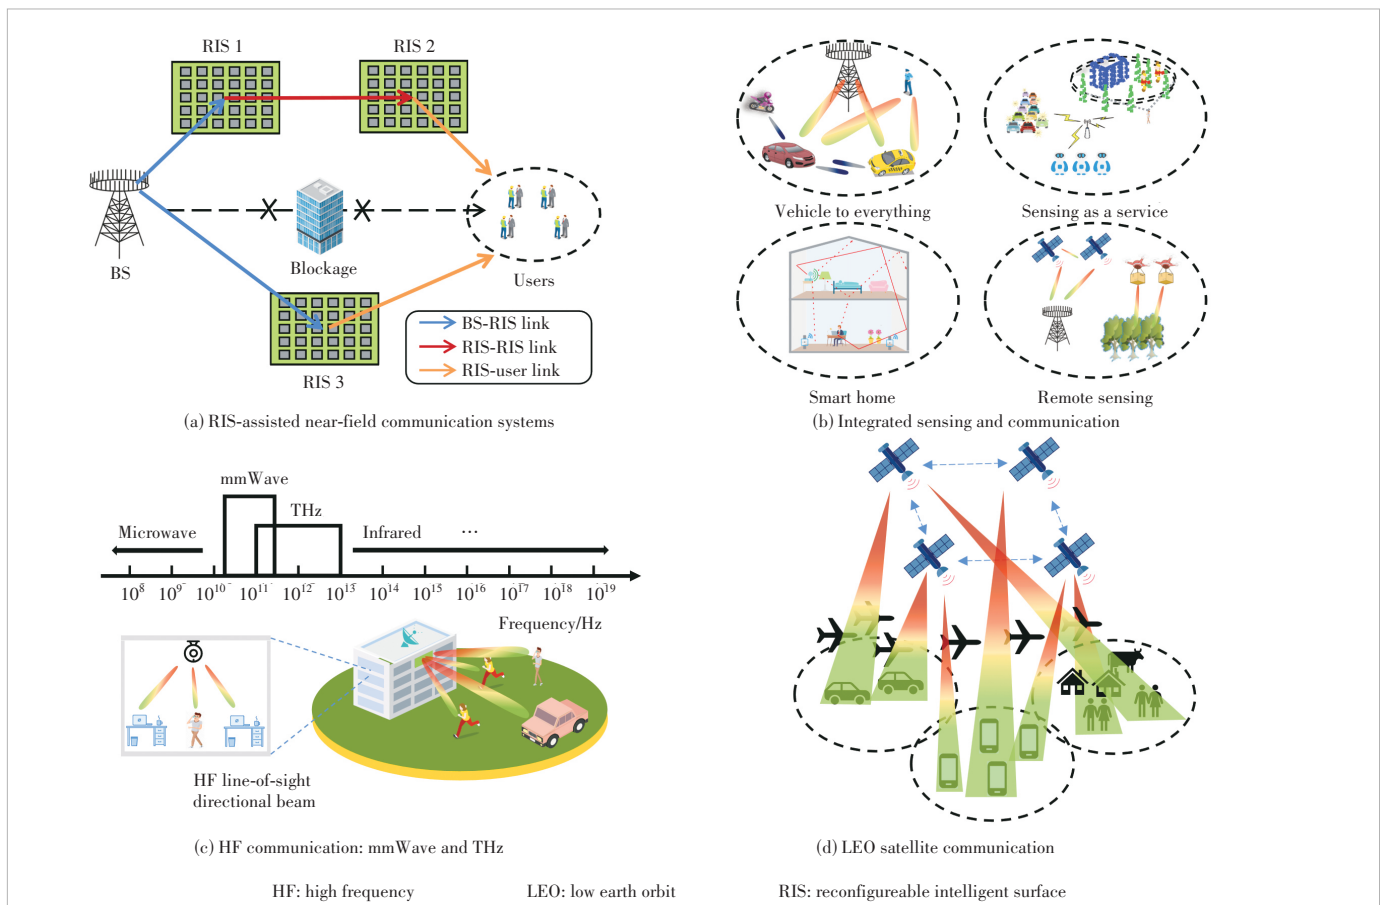 RIS 1
RIS 2
BS
Blockage
Users
RIS 3
BS-RIS link
RIS-RIS link
RIS-user link
(a) RIS-assisted near-field communication systems
Vehicle to everything
Sensing as a service
Smart home
Remote sensing
(b) Integrated sensing and communication
mmWave
THz
Microwave
Infrared
...
10⁸ 10⁹ 10¹⁰ 10¹¹ 10¹² 10¹³ 10¹⁴ 10¹⁵ 10¹⁶ 10¹⁷ 10¹⁸ 10¹⁹
Frequency/Hz
HF line-of-sight
directional beam
(c) HF communication: mmWave and THz
(d) LEO satellite communication
HF: high frequency
LEO: low earth orbit
RIS: reconfigureable intelligent surface